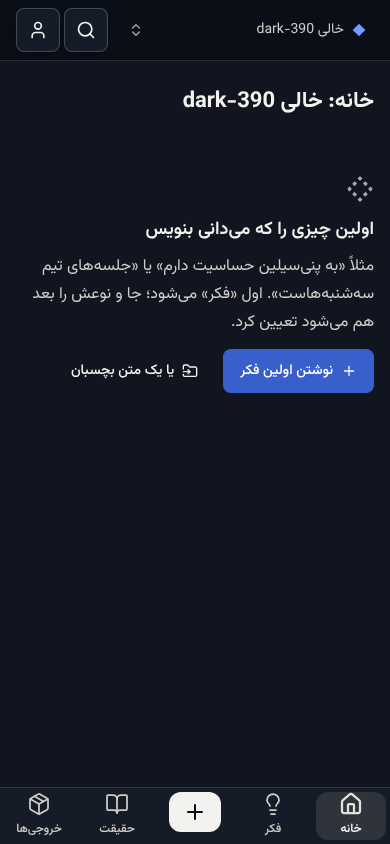 خالی dark-390
خانه: خالی dark-390
اولین چیزی را که می‌دانی بنویس
مثلاً «به پنی‌سیلین حساسیت دارم» یا «جلسه‌های تیم
سه‌شنبه‌هاست». اول «فکر» می‌شود؛ جا و نوعش را بعد
هم می‌شود تعیین کرد.
نوشتن اولین فکر
یا یک متن بچسبان
خانه
فکر
حقیقت
خروجی‌ها